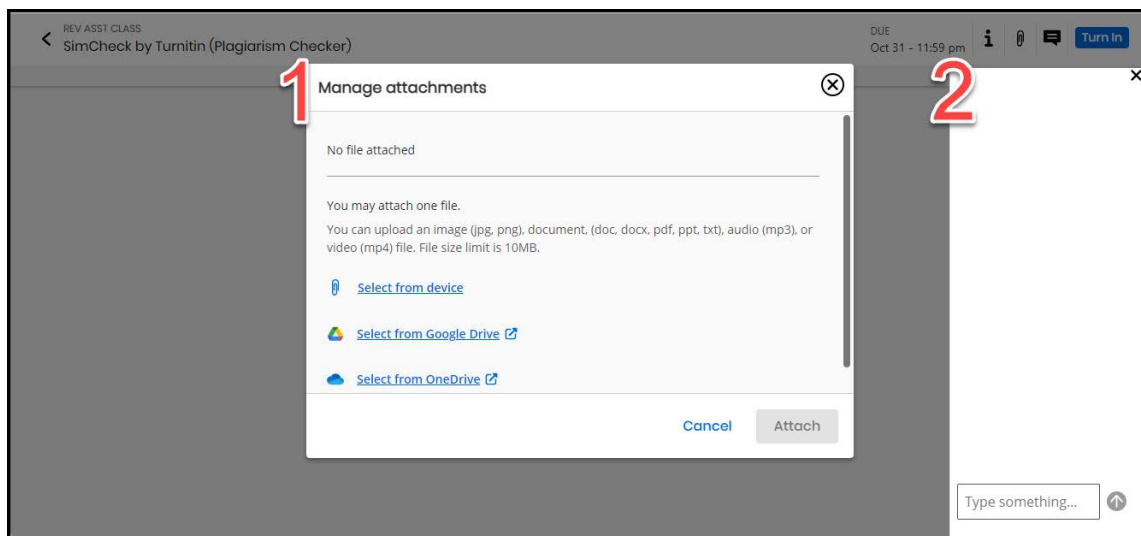 REV ASST CLASS
SimCheck by Turnitin (Plagiarism Checker)
DUE
Oct 31 - 11:59 pm
Turn In
1
2
Manage attachments
No file attached
You may attach one file.
You can upload an image (jpg, png), document, (doc, docx, pdf, ppt, txt), audio (mp3), or
video (mp4) file. File size limit is 10MB.
Select from device
Select from Google Drive
Select from OneDrive
Cancel
Attach
Type something...